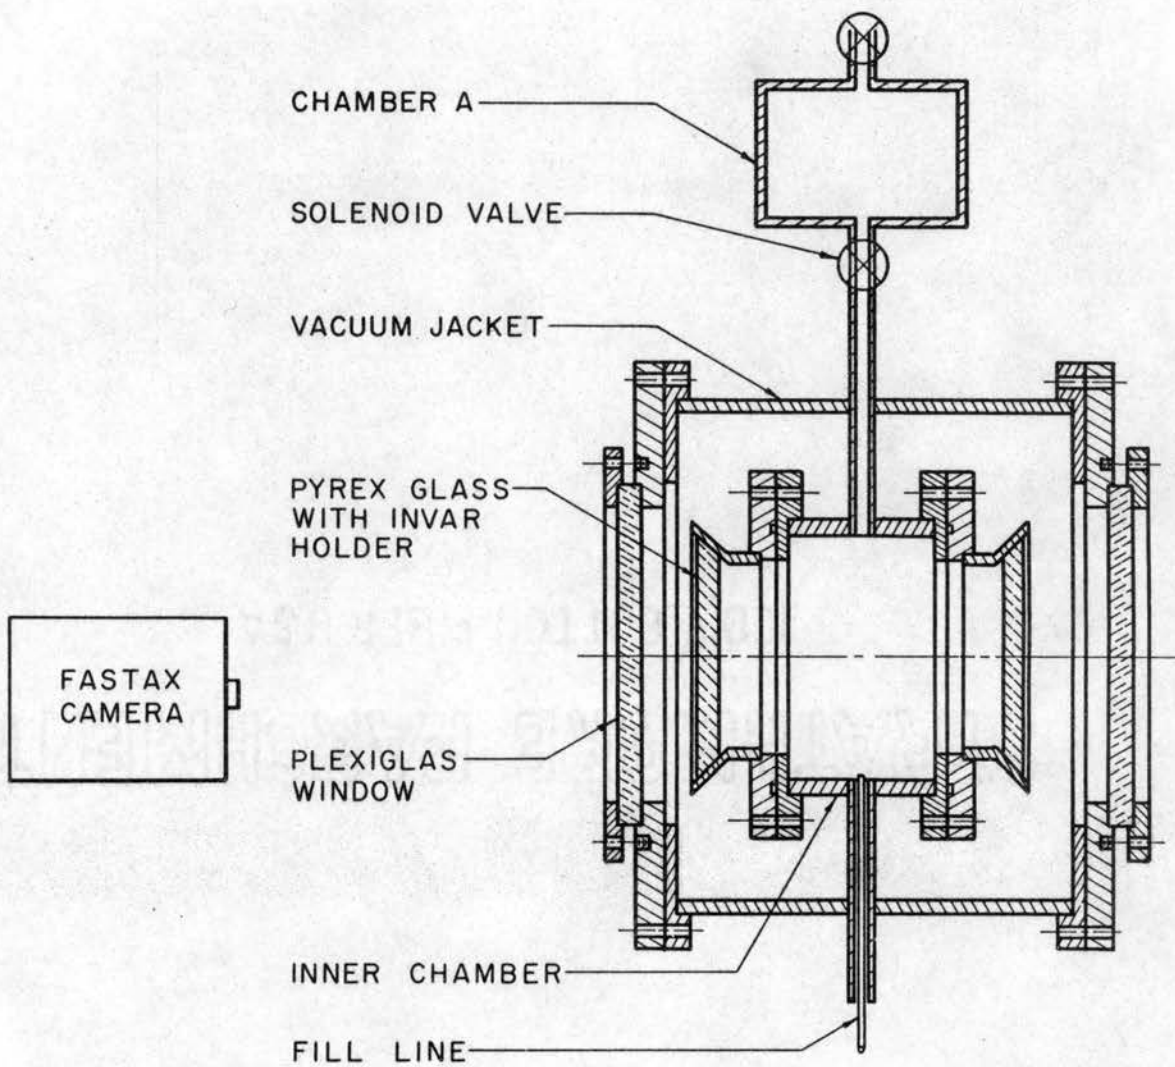 CHAMBER A
SOLENOID VALVE
VACUUM JACKET
PYREX GLASS
WITH INVAR
HOLDER
FASTAX
CAMERA
PLEXIGLAS
WINDOW
INNER CHAMBER
FILL LINE